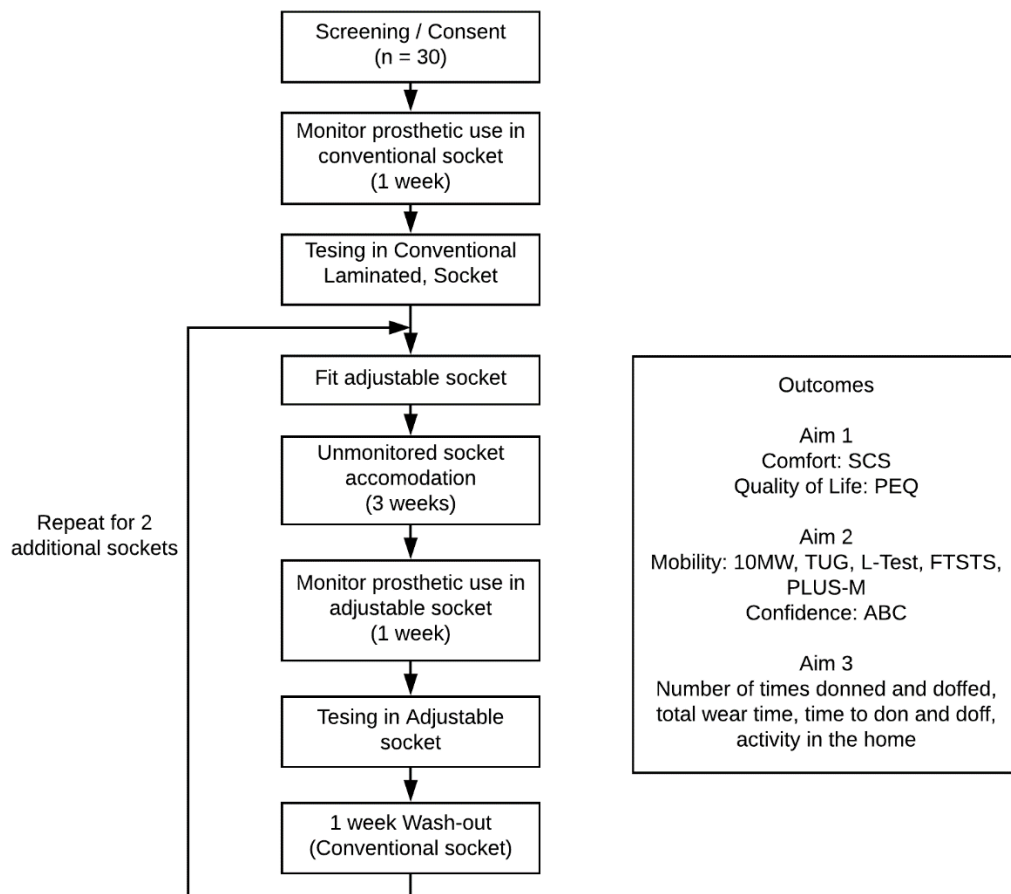 Screening / Consent
(n = 30)
Monitor prosthetic use in
conventional socket
(1 week)
Tesing in Conventional
Laminated, Socket
Fit adjustable socket
Unmonitored socket
accomodation
(3 weeks)
Repeat for 2
additional sockets
Monitor prosthetic use in
adjustable socket
(1 week)
Tesing in Adjustable
socket
1 week Wash-out
(Conventional socket)
Outcomes
Aim 1
Comfort: SCS
Quality of Life: PEQ
Aim 2
Mobility: 10MW, TUG, L-Test, FTSTS,
PLUS-M
Confidence: ABC
Aim 3
Number of times donned and doffed,
total wear time, time to don and doff,
activity in the home